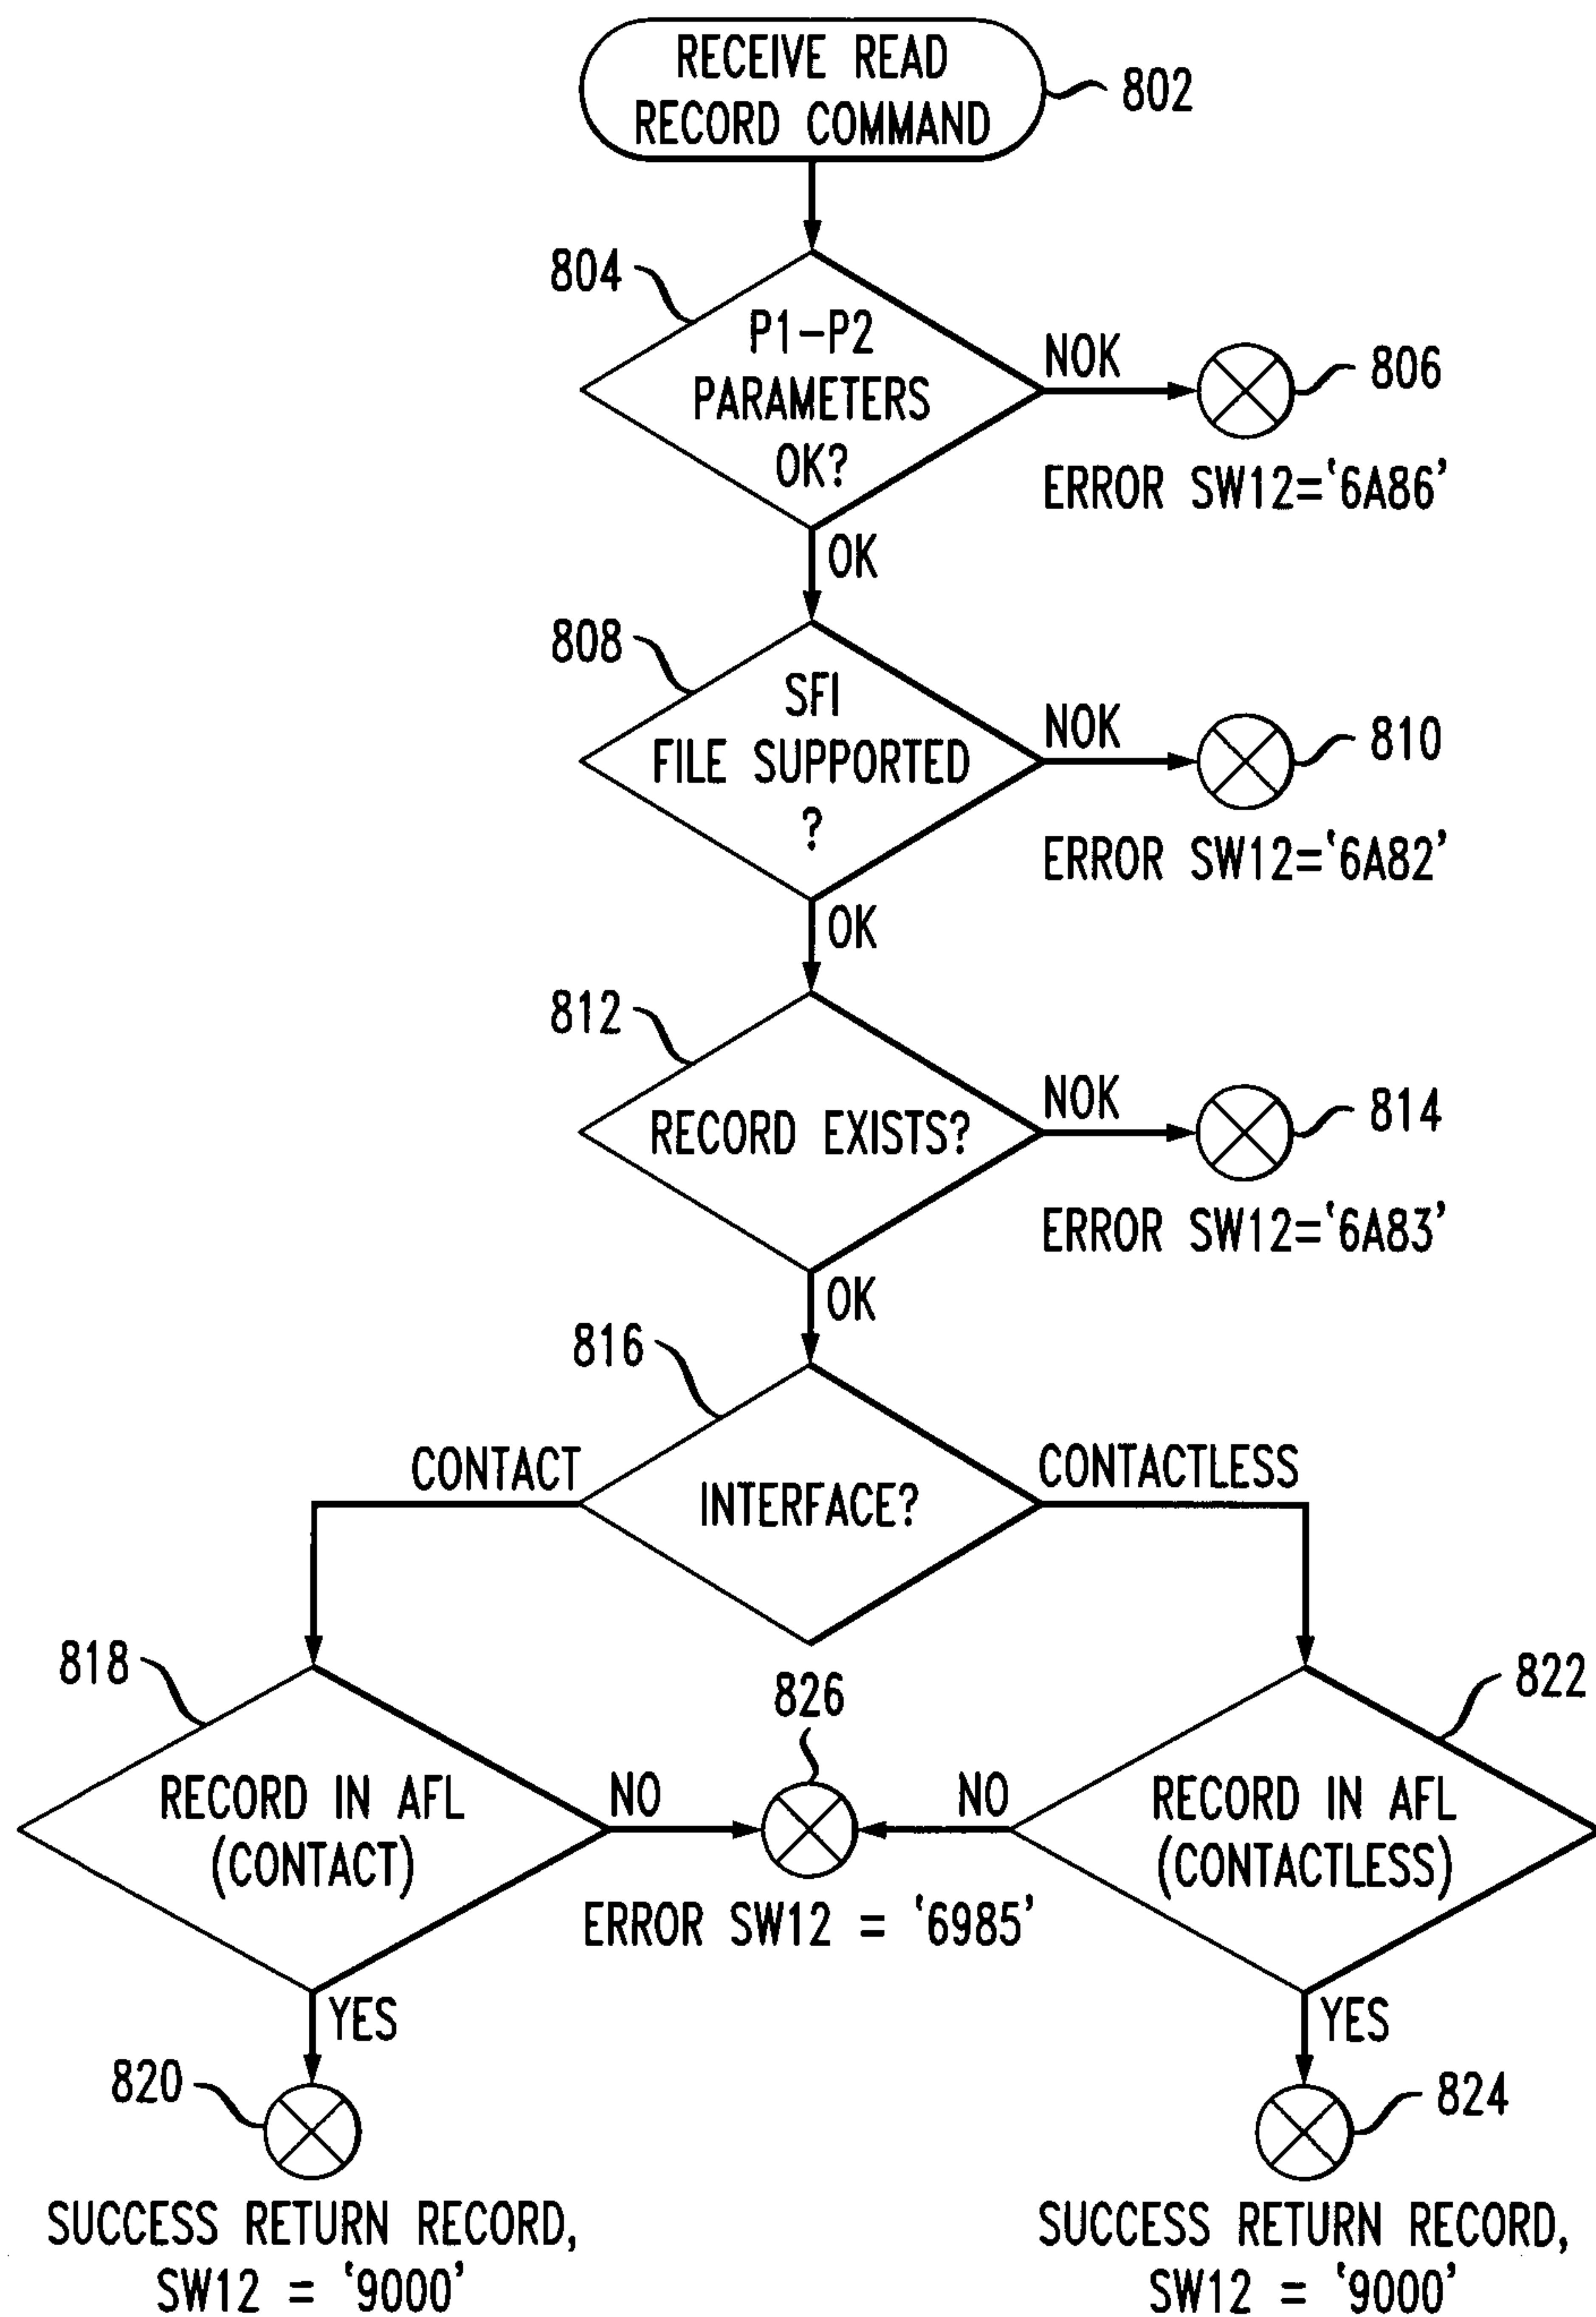 RECEIVE READ
RECORD COMMAND
802
804
P1-P2
PARAMETERS
OK?
NOK
806
ERROR SW12=‘6A86’
OK
808
SFI
FILE SUPPORTED
?
NOK
810
ERROR SW12=‘6A82’
OK
812
RECORD EXISTS?
NOK
814
ERROR SW12=‘6A83’
OK
816
CONTACT
INTERFACE?
CONTACTLESS
818
RECORD IN AFL
(CONTACT)
NO
826
ERROR SW12 = ‘6985’
NO
822
RECORD IN AFL
(CONTACTLESS)
YES
820
SUCCESS RETURN RECORD,
SW12 = ‘9000’
YES
824
SUCCESS RETURN RECORD,
SW12 = ‘9000’